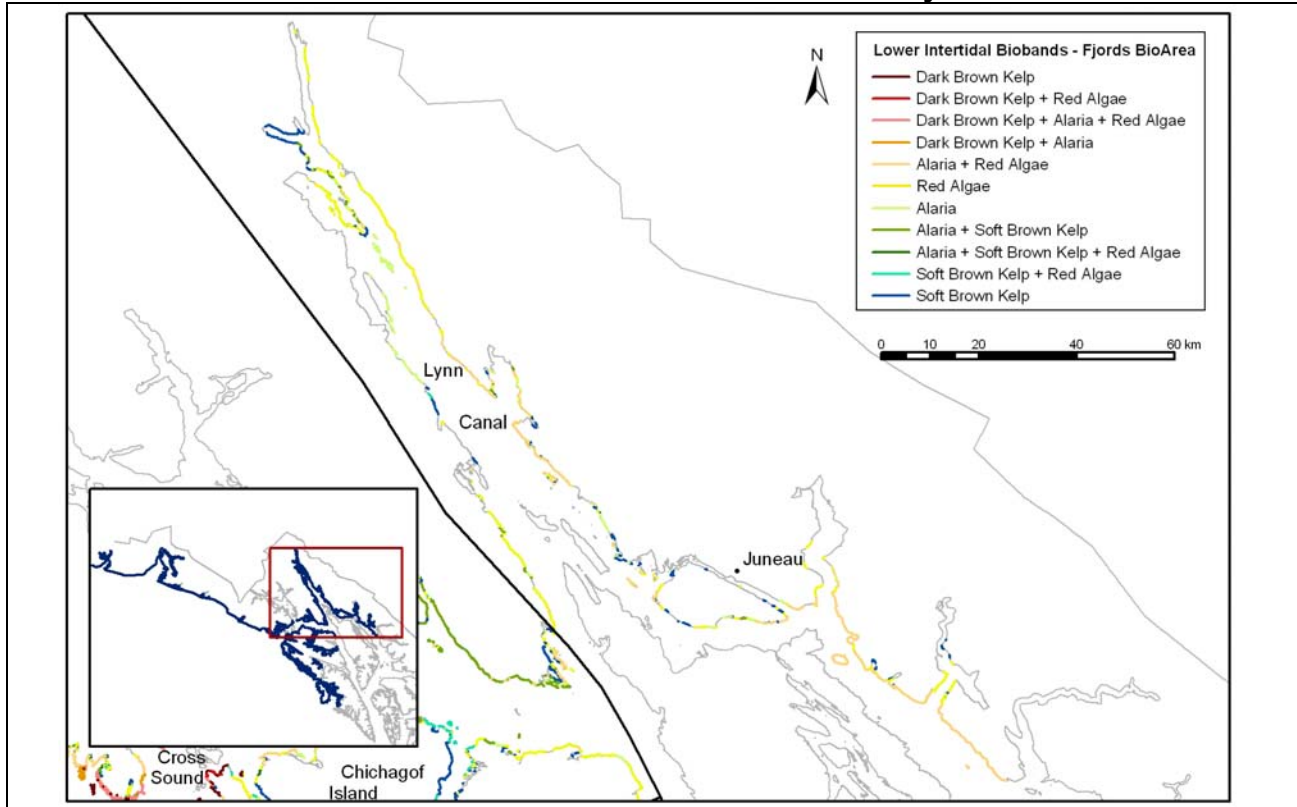 Lower Intertidal Biobands - Fjords BioArea
Dark Brown Kelp
Dark Brown Kelp + Red Algae
Dark Brown Kelp + Alaria + Red Algae
Dark Brown Kelp + Alaria
Alaria + Red Algae
Red Algae
Alaria
Alaria + Soft Brown Kelp
Alaria + Soft Brown Kelp + Red Algae
Soft Brown Kelp + Red Algae
Soft Brown Kelp
N
0 10 20 40 60 km
Lynn
Canal
Juneau
Cross
Sound
Chichagof
Island